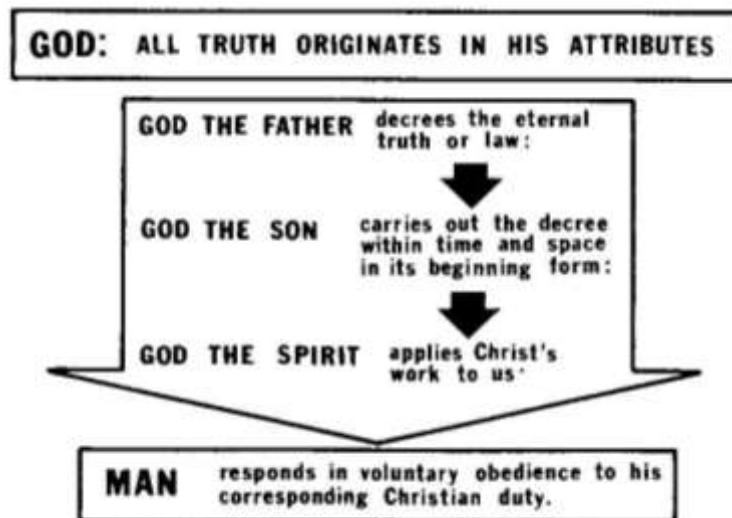 GOD: ALL TRUTH ORIGINATES IN HIS ATTRIBUTES
GOD THE FATHER decrees the eternal
truth or law:
GOD THE SON carries out the decree
within time and space
in its beginning form:
GOD THE SPIRIT applies Christ's
work to us.
MAN responds in voluntary obedience to his
corresponding Christian duty.